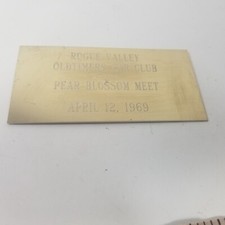 ROGUE VALLEY
PEAR BLOSSOM MEET
APRIL 12, 1969